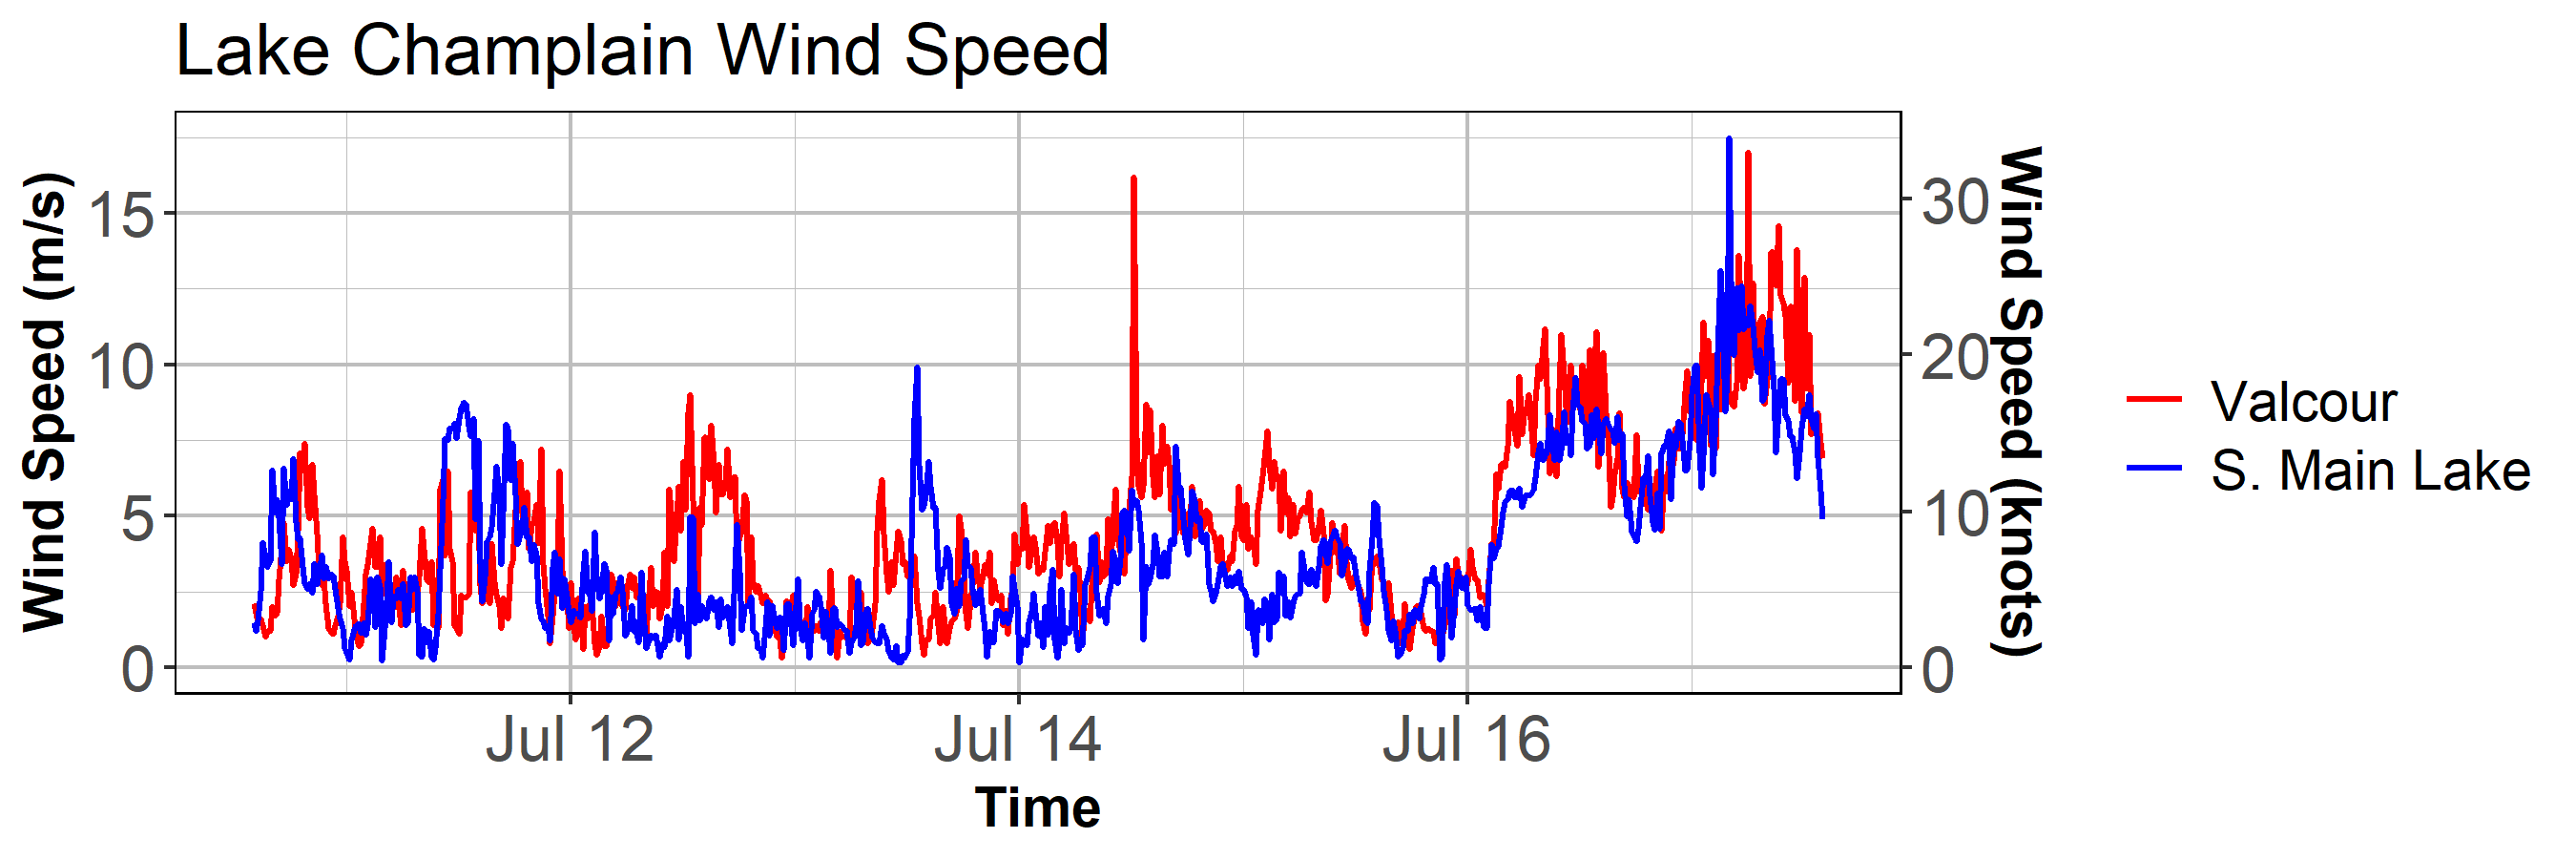 Lake Champlain Wind Speed
Wind Speed (m/s)
15
10
5
0
30
20
10
0
Wind Speed (knots)
Jul 12
Jul 14
Jul 16
Time
Valcour
S. Main Lake